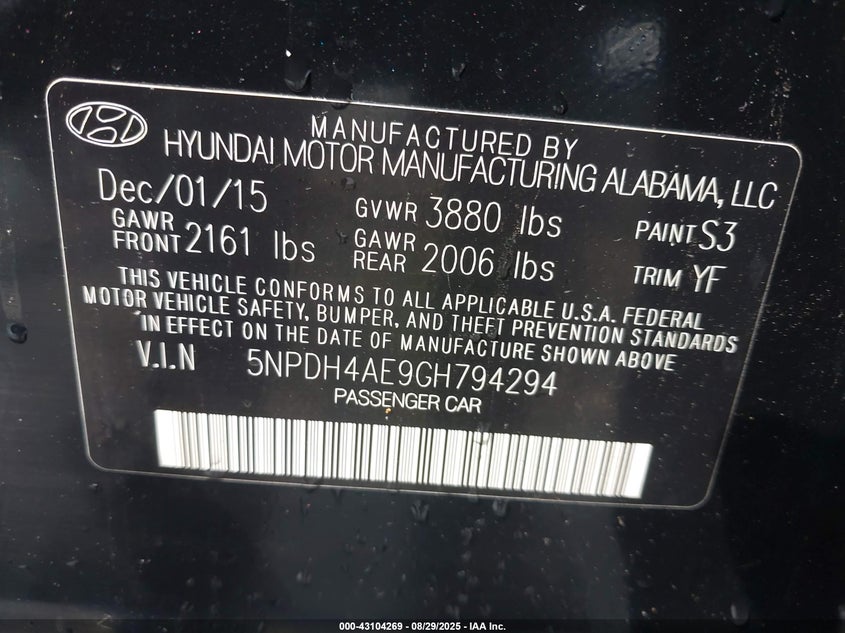 MANUFACTURED BY
HYUNDAI MOTOR MANUFACTURING ALABAMA, LLC
Dec/01/15 GVWR 3880 lbs PAINT S3
GAWR FRONT 2161 lbs GAWR REAR 2006 lbs TRIM YF
THIS VEHICLE CONFORMS TO ALL APPLICABLE U.S.A. FEDERAL
MOTOR VEHICLE SAFETY, BUMPER, AND THEFT PREVENTION STANDARDS
IN EFFECT ON THE DATE OF MANUFACTURE SHOWN ABOVE
V.I.N 5NPDH4AE9GH794294
PASSENGER CAR
000-43104269 - 08/29/2025 - IAA Inc.